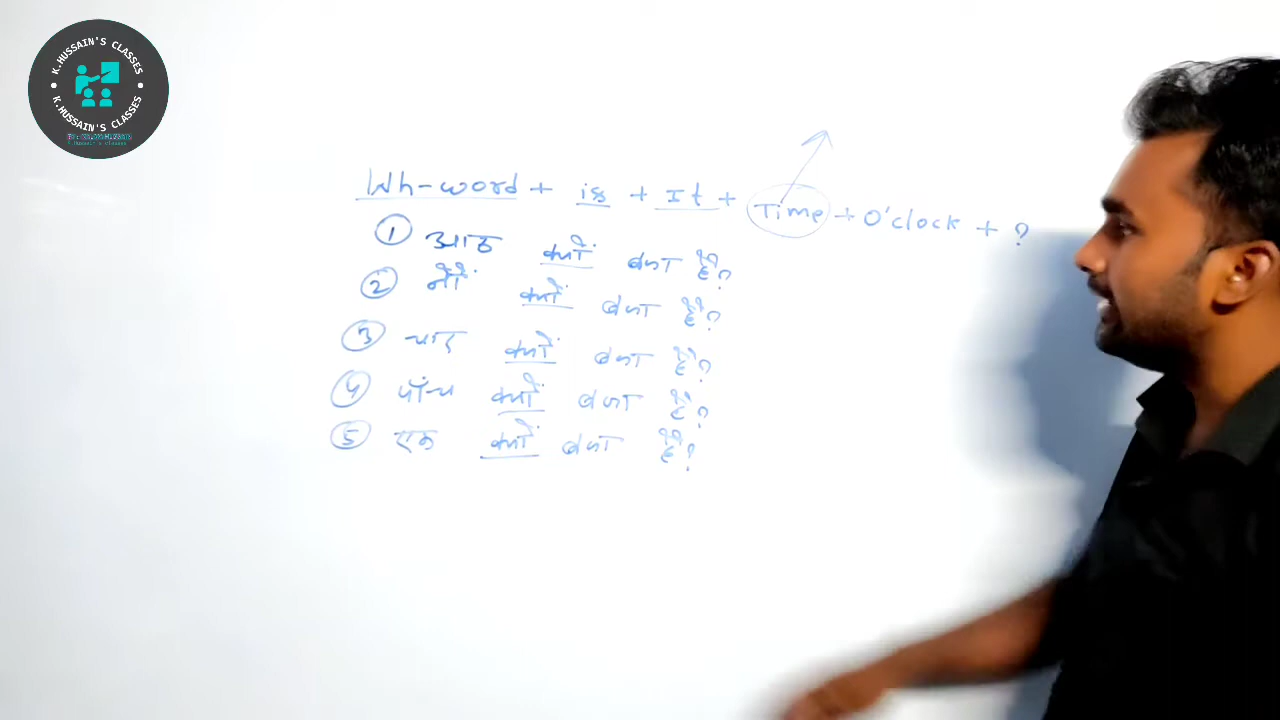 K.HUSSAIN'S CLASSES
K.HUSSAIN'S CLASSES
Wh-word + is + It + Time + O'clock + ?
① आठ क्यों बजा है?
② नौ क्यों बजा है?
③ चार क्यों बजा है?
④ पाँच क्यों बजा है?
⑤ एक क्यों बजा है?